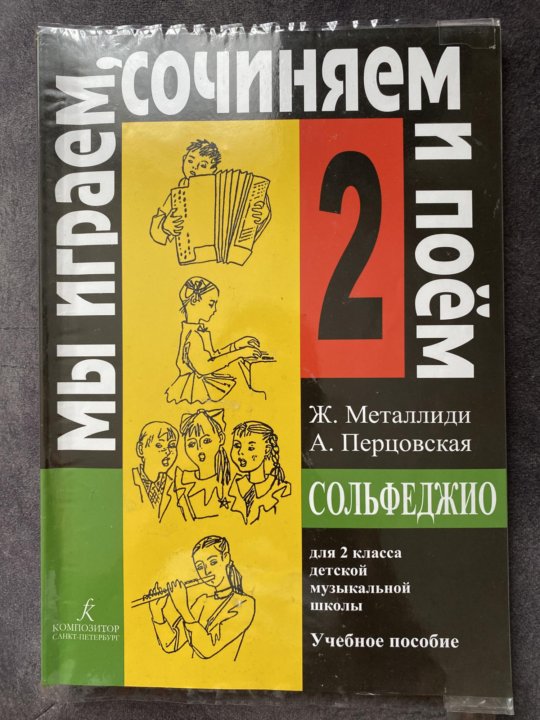 мы играем,
сочиняем
и поём
2
Ж. Металлиди
А. Перцовская
СОЛЬФЕДЖИО
для 2 класса
детской
музыкальной
школы
Учебное пособие
КОМПОЗИТОР
САНКТ-ПЕТЕРБУРГ